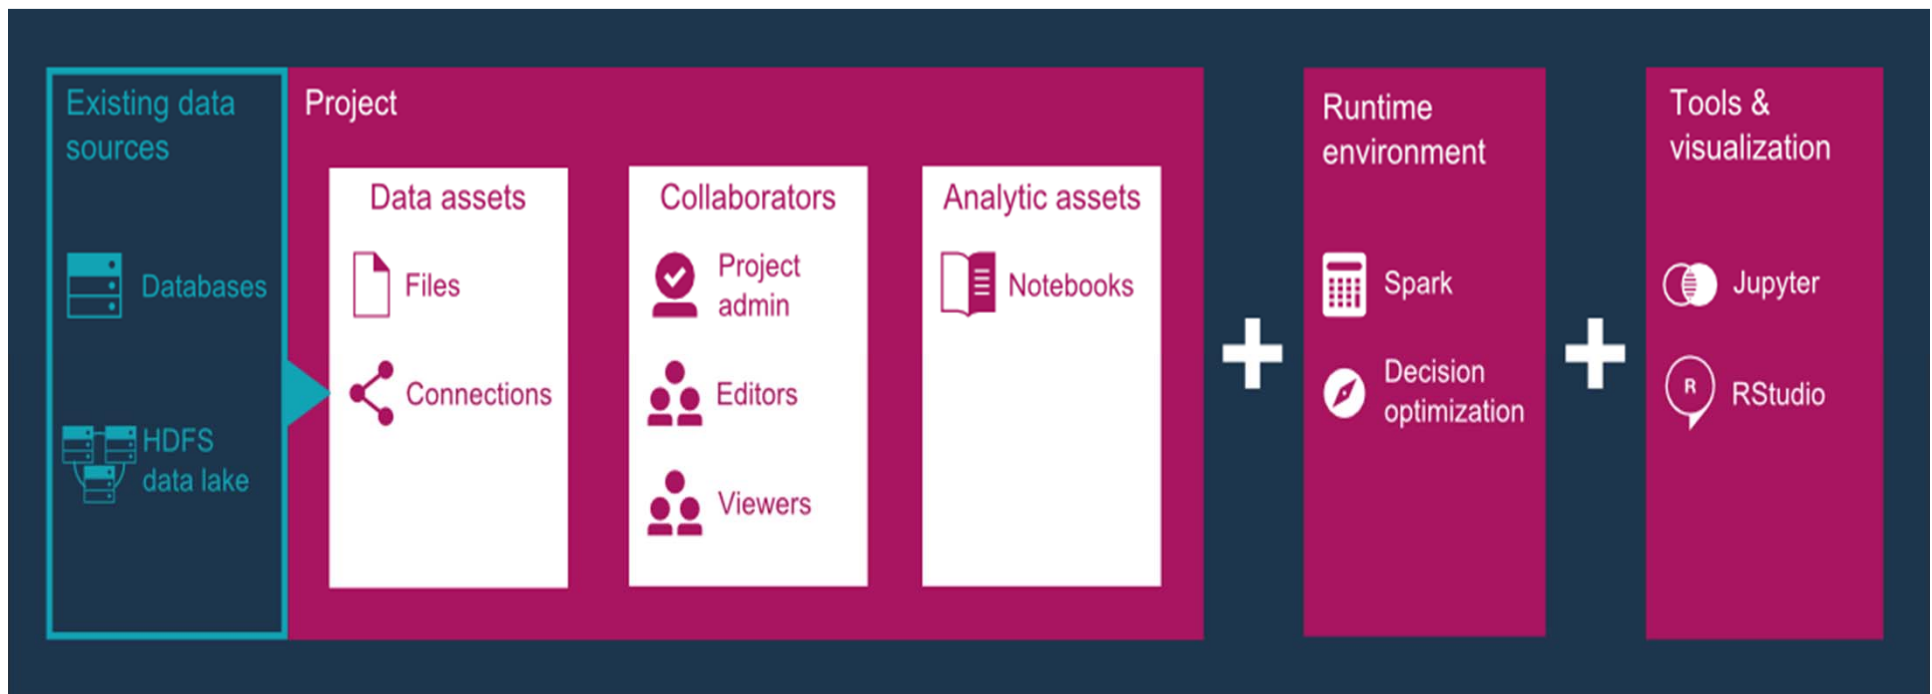 Existing data
sources
Databases
HDFS
data lake
Project
Data assets
Files
Connections
Collaborators
Project
admin
Editors
Viewers
Analytic assets
Notebooks
Runtime
environment
Spark
Decision
optimization
Tools &
visualization
Jupyter
R
RStudio